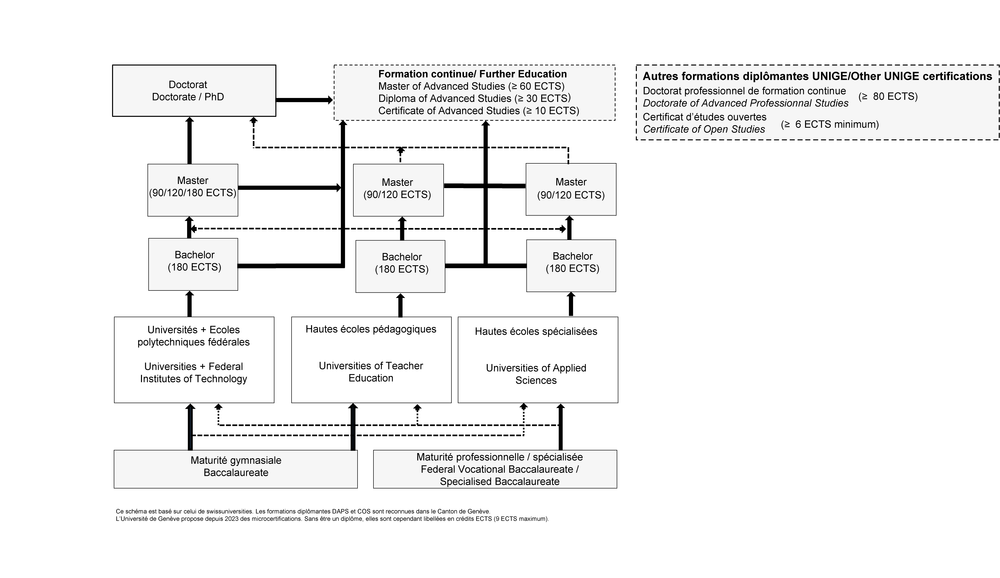 Doctorat
Doctorate / PhD
Formation continue/ Further Education
Master of Advanced Studies (≥ 60 ECTS)
Diploma of Advanced Studies (≥ 30 ECTS)
Certificate of Advanced Studies (≥ 10 ECTS)
Autres formations diplômantes UNIGE/Other UNIGE certifications
Doctorat professionnel de formation continue
(≥ 80 ECTS)
Doctorate of Advanced Professionnal Studies
Certificat d’études ouvertes
(≥ 6 ECTS minimum)
Certificate of Open Studies
Master
(90/120/180 ECTS)
Master
(90/120 ECTS)
Master
(90/120 ECTS)
Bachelor
(180 ECTS)
Bachelor
(180 ECTS)
Bachelor
(180 ECTS)
Universités + Ecoles
polytechniques fédérales
Universities + Federal
Institutes of Technology
Hautes écoles pédagogiques
Universities of Teacher
Education
Hautes écoles spécialisées
Universities of Applied
Sciences
Maturité gymnasiale
Baccalaureate
Maturité professionnelle / spécialisée
Federal Vocational Baccalaureate /
Specialised Baccalaureate
Ce schéma est basé sur celui de swissuniversities. Les formations diplômantes DAPS et COS sont reconnues dans le Canton de Genève.
L’Université de Genève propose depuis 2023 des microcertifications. Sans être un diplôme, elles sont cependant libellées en crédits ECTS (9 ECTS maximum).